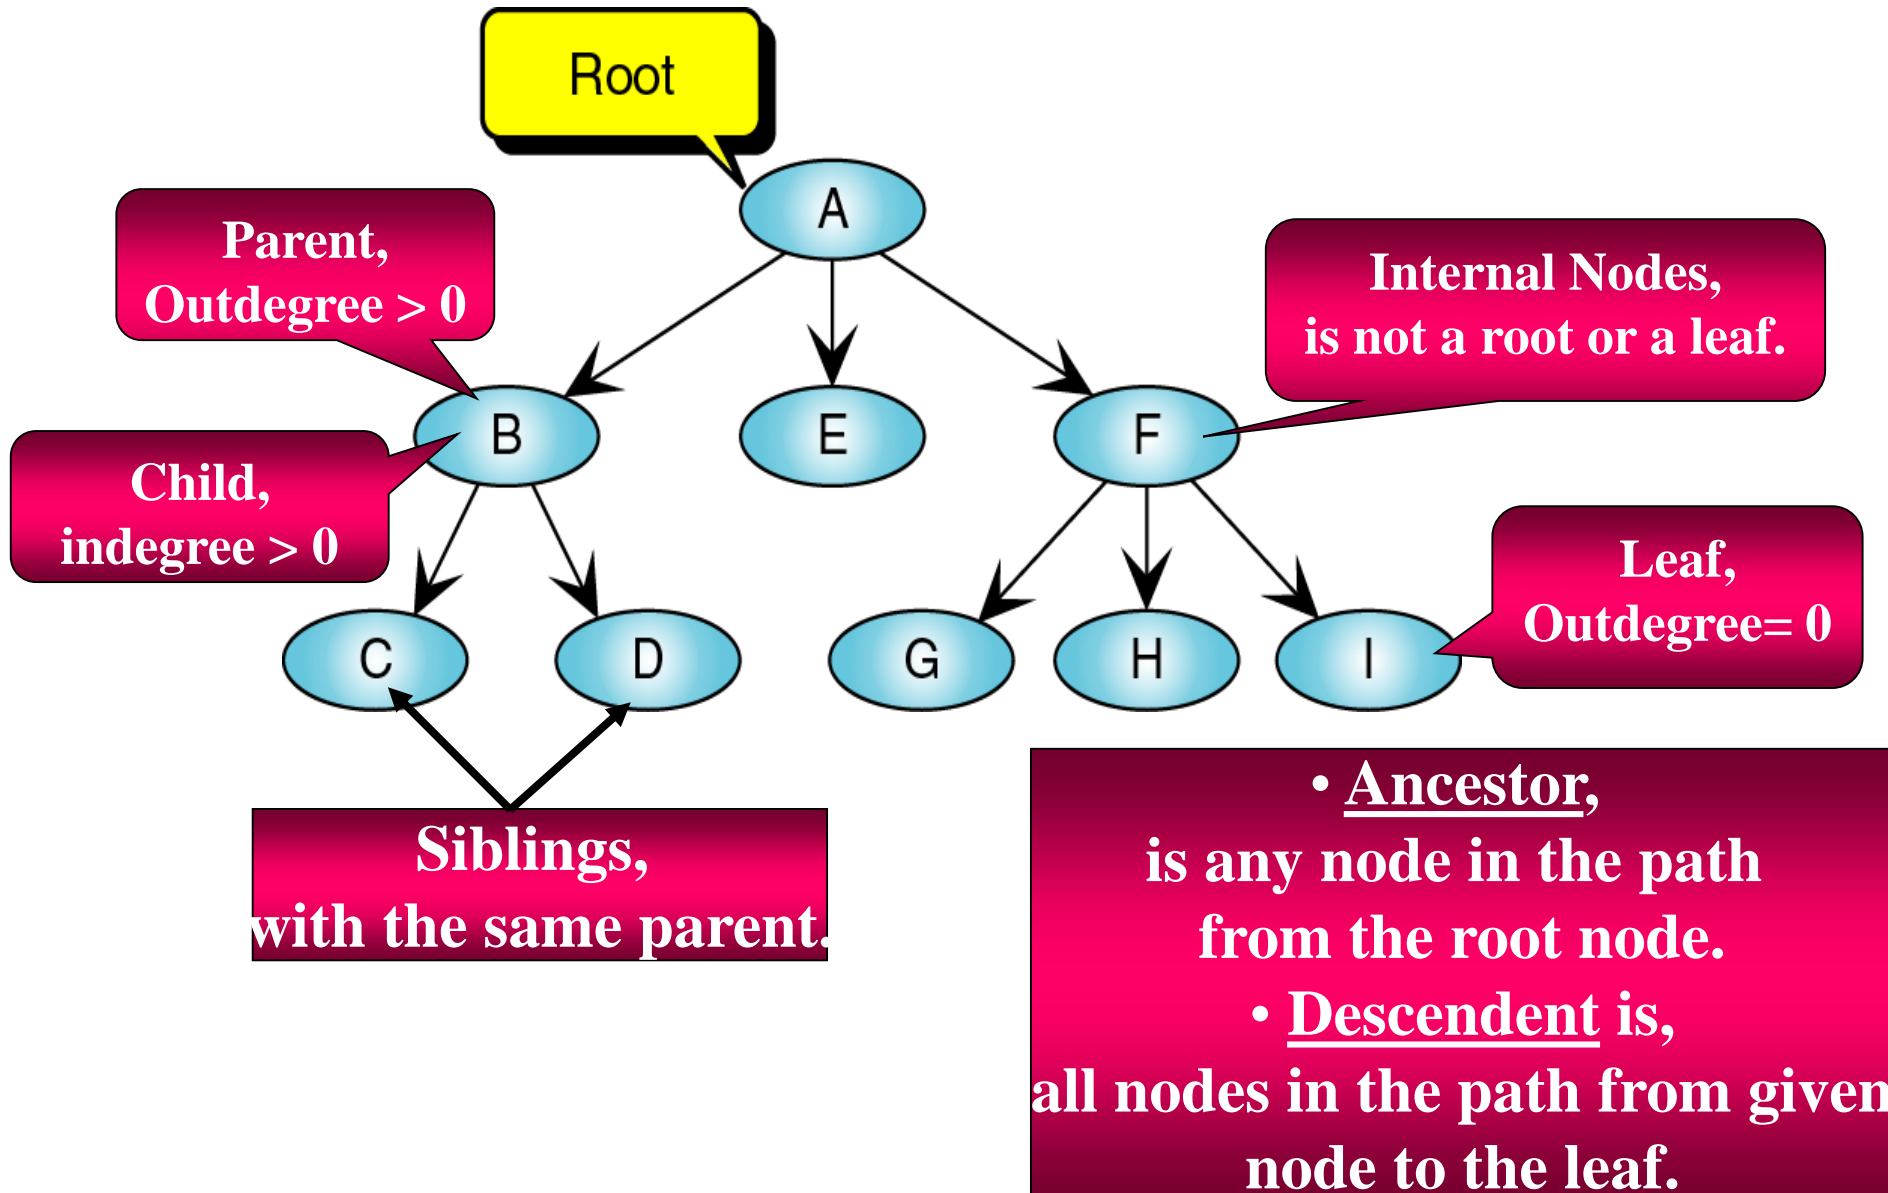 Root
A
Parent,
Outdegree > 0
Internal Nodes,
is not a root or a leaf.
B
E
F
Child,
indegree > 0
Leaf,
Outdegree= 0
C
D
G
H
I
Siblings,
with the same parent.
• Ancestor,
is any node in the path
from the root node.
• Descendent is,
all nodes in the path from given
node to the leaf.